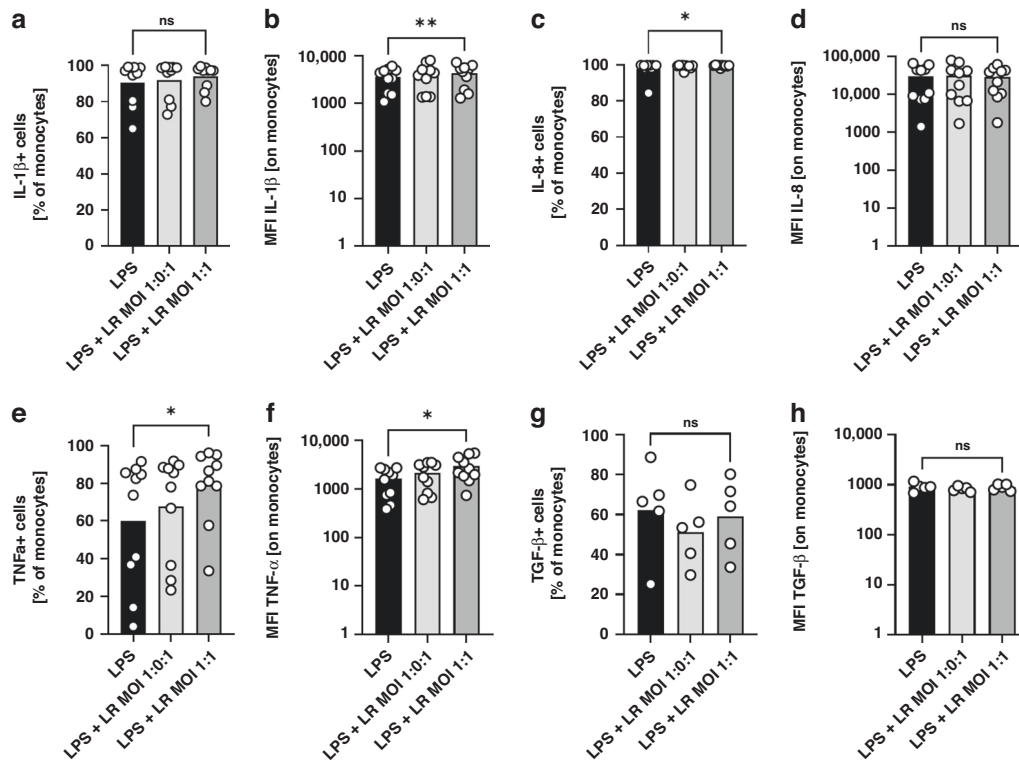 a
ns
IL-1β+ cells
[% of monocytes]
100
80
60
40
20
0
LPS
LPS + LR MOI 1:0:1
LPS + LR MOI 1:1
b
**
MFI IL-1β [on monocytes]
10,000
1000
100
10
1
LPS
LPS + LR MOI 1:0:1
LPS + LR MOI 1:1
c
*
IL-8+ cells
[% of monocytes]
100
80
60
40
20
0
LPS
LPS + LR MOI 1:0:1
LPS + LR MOI 1:1
d
ns
MFI IL-8 [on monocytes]
100,000
10,000
1000
100
10
1
LPS
LPS + LR MOI 1:0:1
LPS + LR MOI 1:1
e
*
TNFa+ cells
[% of monocytes]
100
80
60
40
20
0
LPS
LPS + LR MOI 1:0:1
LPS + LR MOI 1:1
f
*
MFI TNF-α [on monocytes]
10,000
1000
100
10
1
LPS
LPS + LR MOI 1:0:1
LPS + LR MOI 1:1
g
ns
TGF-β+ cells
[% of monocytes]
100
80
60
40
20
0
LPS
LPS + LR MOI 1:0:1
LPS + LR MOI 1:1
h
ns
MFI TGF-β [on monocytes]
10,000
1000
100
10
1
LPS
LPS + LR MOI 1:0:1
LPS + LR MOI 1:1